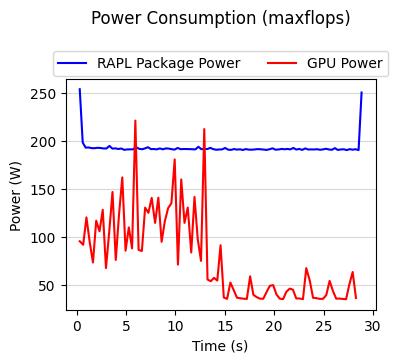 Power Consumption (maxflops)
RAPL Package Power
GPU Power
250
200
150
100
50
Power (W)
0
5
10
15
20
25
30
Time (s)